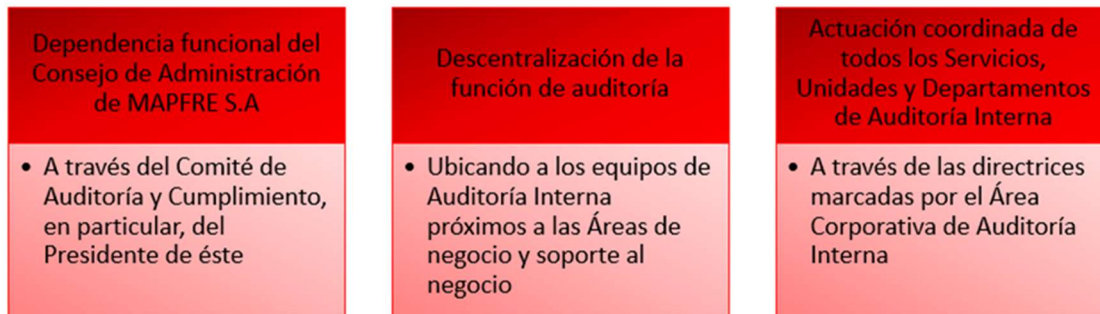 Dependencia funcional del
Consejo de Administración
de MAPFRE S.A
• A través del Comité de
Auditoría y Cumplimiento,
en particular, del
Presidente de éste
Descentralización de la
función de auditoría
• Ubicando a los equipos de
Auditoría Interna
próximos a las Áreas de
negocio y soporte al
negocio
Actuación coordinada de
todos los Servicios,
Unidades y Departamentos
de Auditoría Interna
• A través de las directrices
marcadas por el Área
Corporativa de Auditoría
Interna